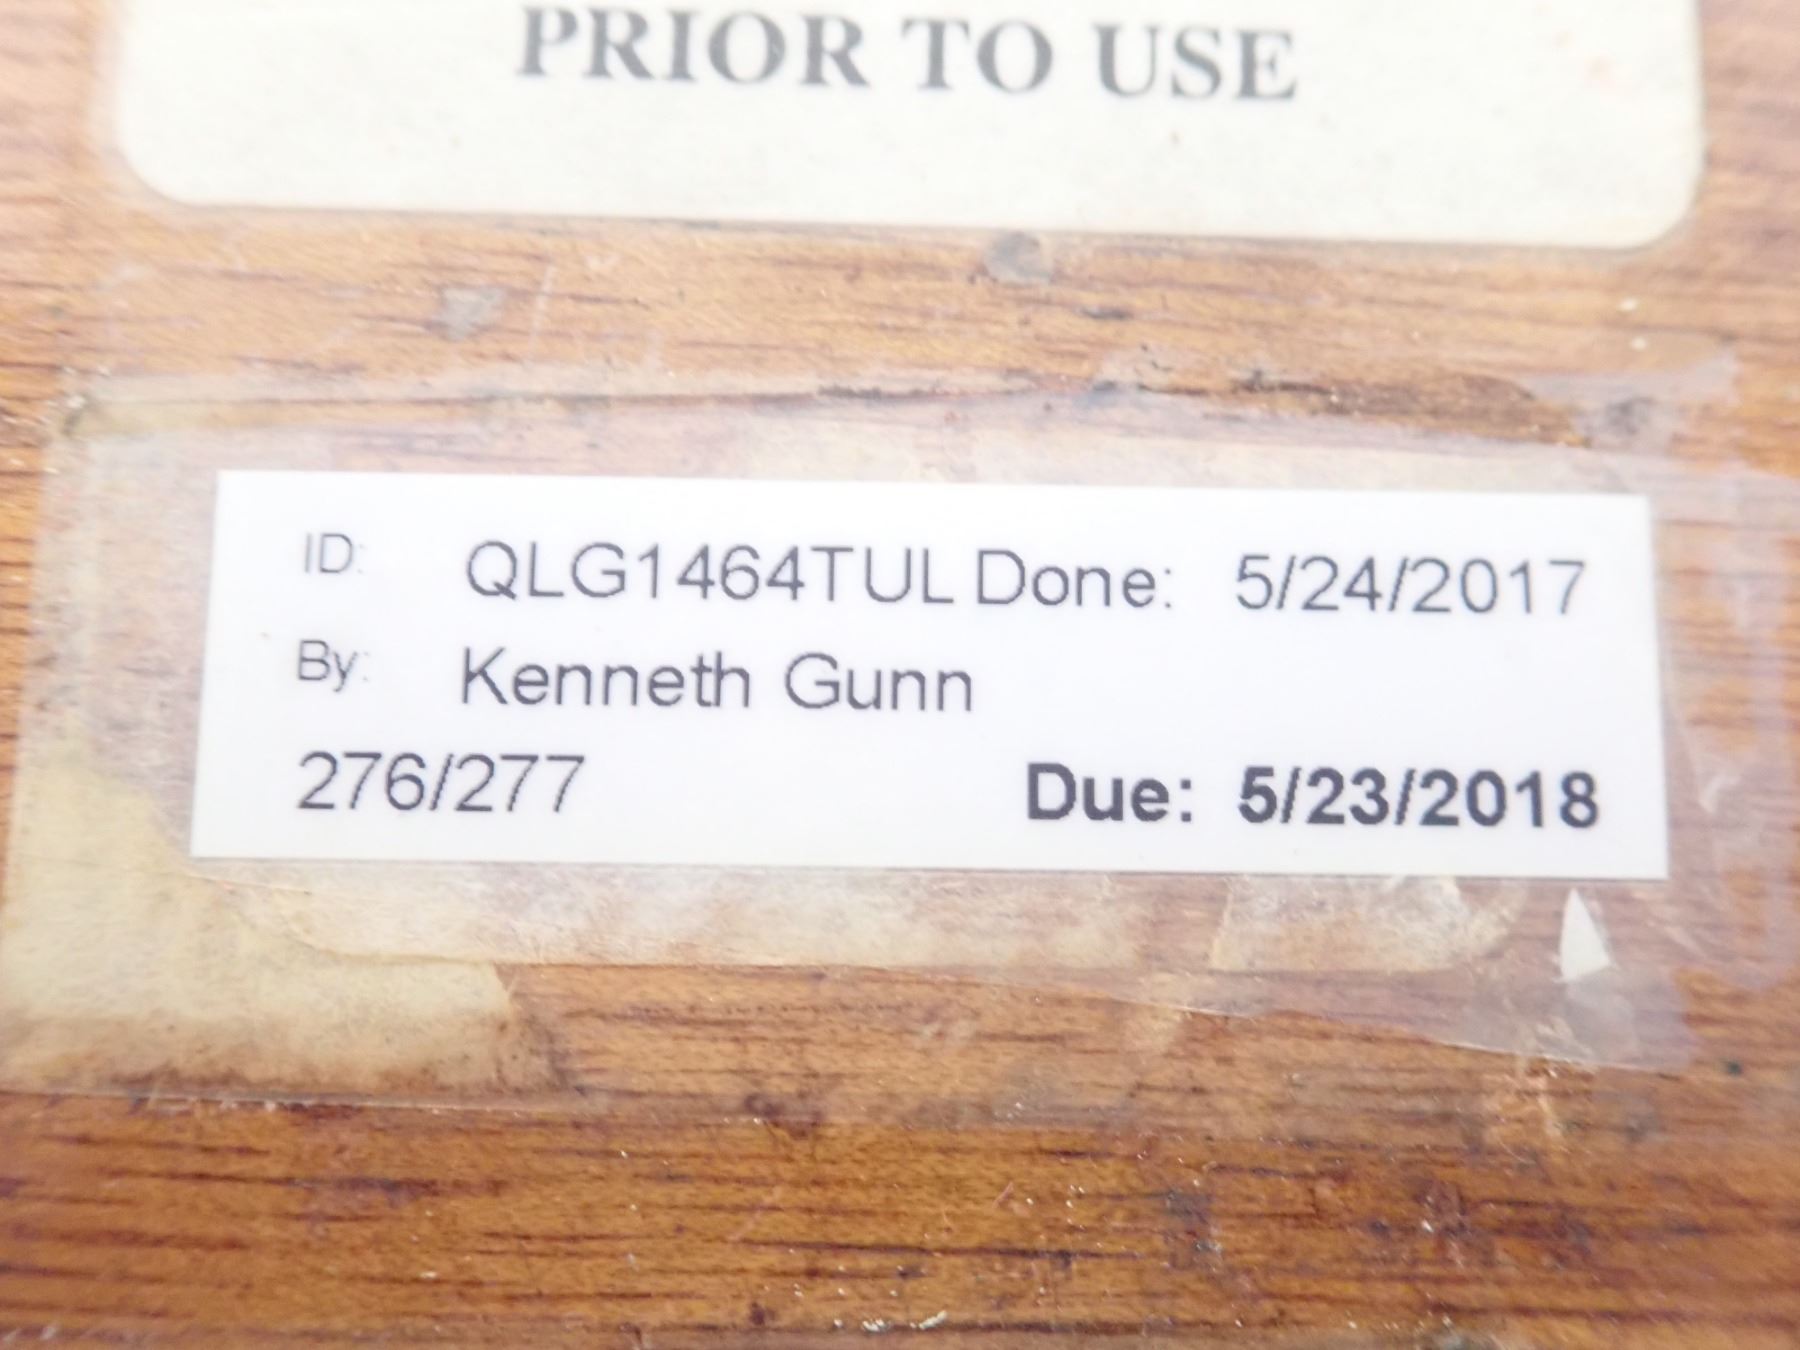 PRIOR TO USE
ID: QLG1464TUL Done: 5/24/2017
By: Kenneth Gunn
276/277 Due: 5/23/2018